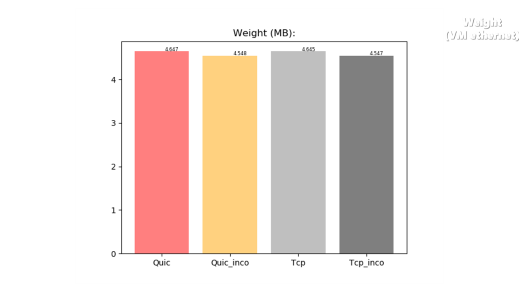 Weight (MB):
Weight
(VM ethernet)
4.647
4.548
4.645
4.547
4
3
2
1
0
Quic
Quic_inco
Tcp
Tcp_inco